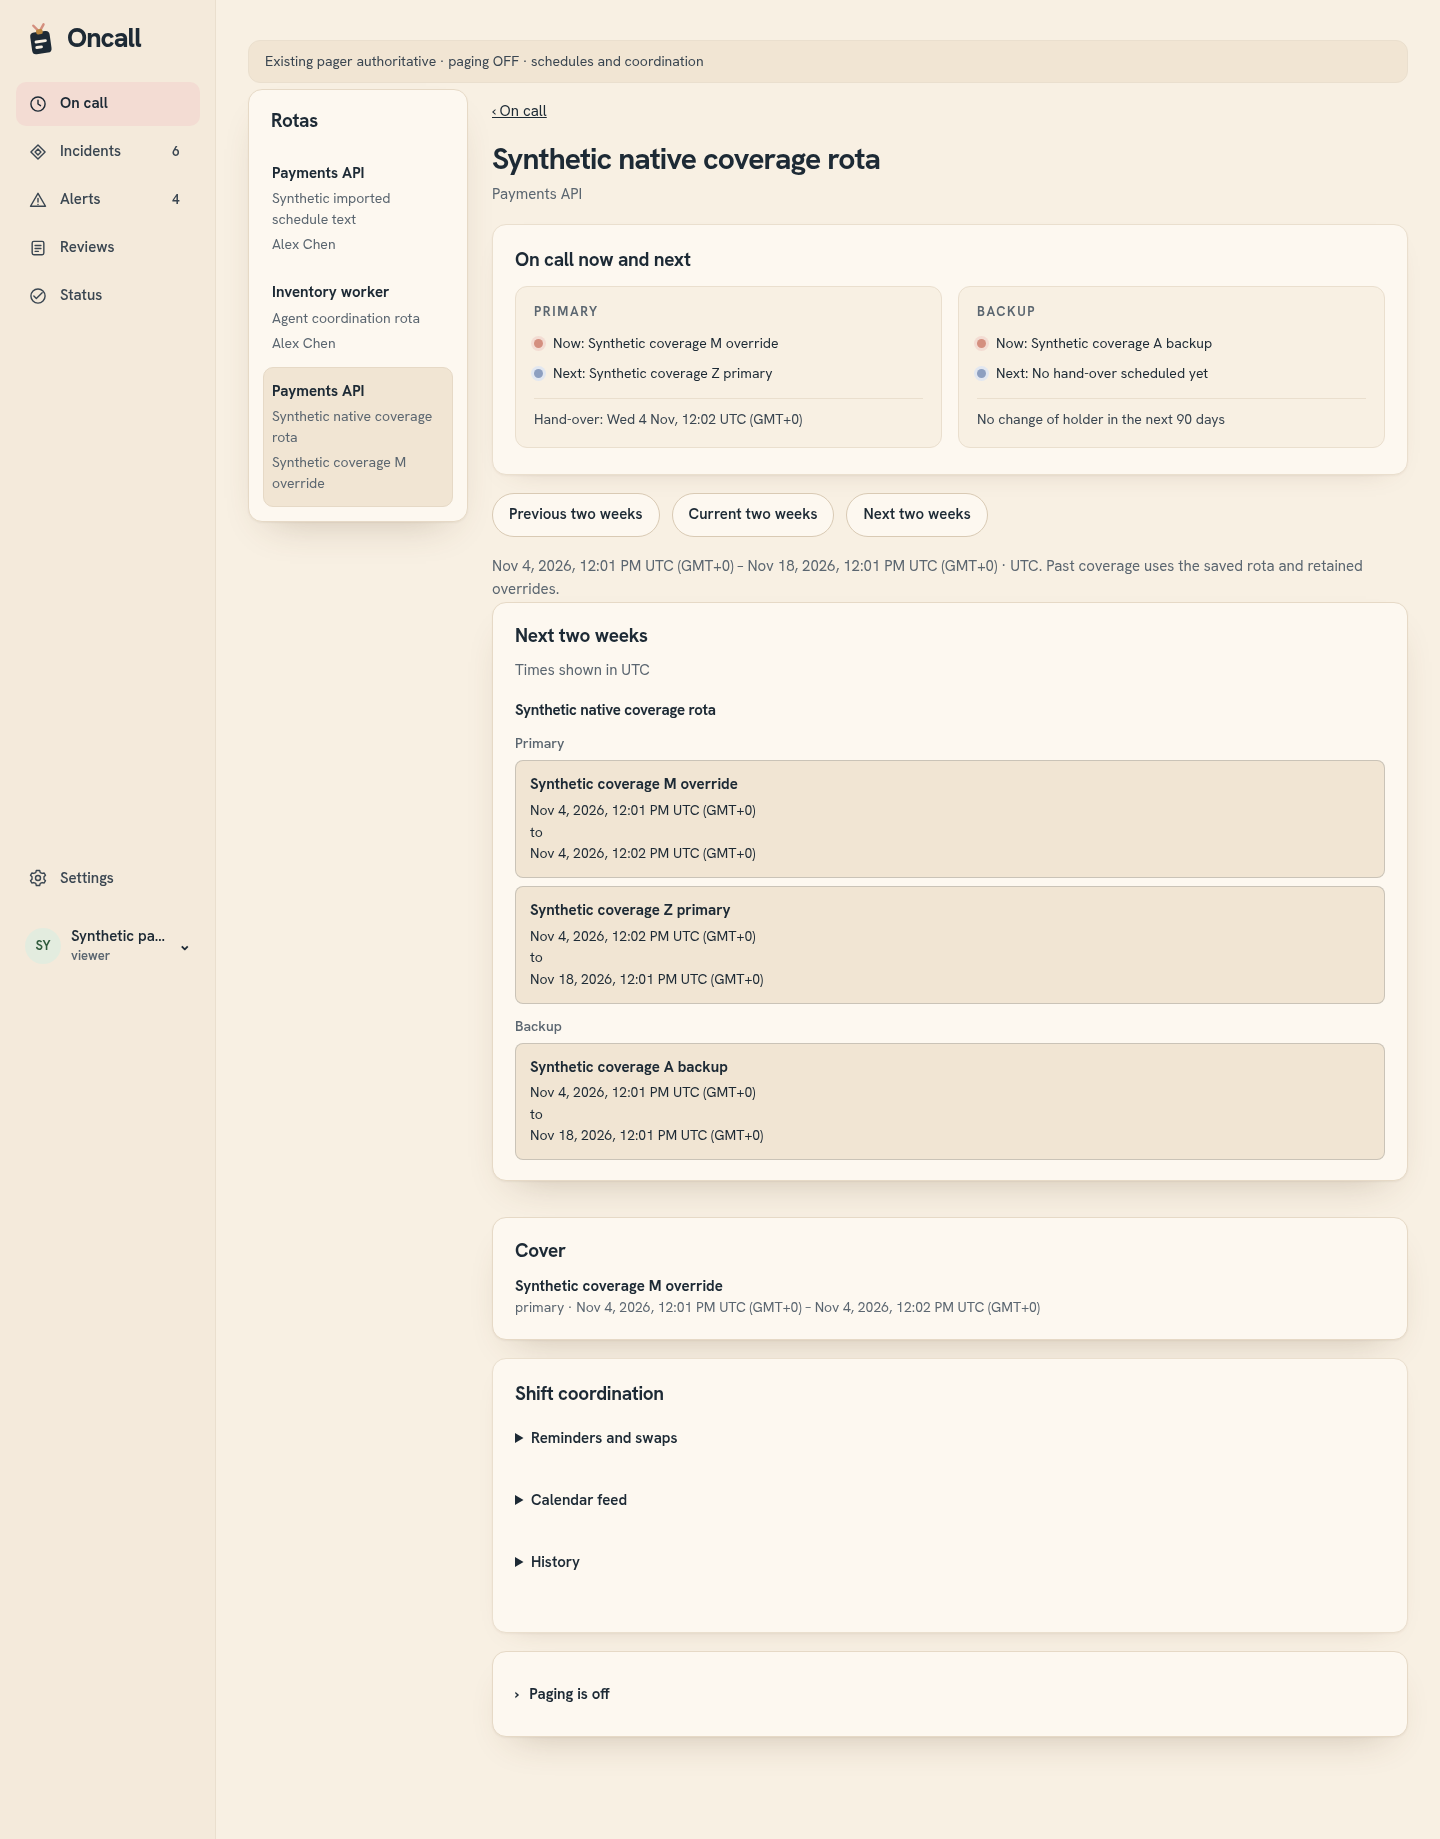 Oncall
On call
Incidents 6
Alerts 4
Reviews
Status
Settings
SY
Synthetic pa...
viewer
Existing pager authoritative · paging OFF · schedules and coordination
Rotas
Payments API
Synthetic imported
schedule text
Alex Chen
Inventory worker
Agent coordination rota
Alex Chen
Payments API
Synthetic native coverage
rota
Synthetic coverage M
override
‹ On call
Synthetic native coverage rota
Payments API
On call now and next
PRIMARY
Now: Synthetic coverage M override
Next: Synthetic coverage Z primary
Hand-over: Wed 4 Nov, 12:02 UTC (GMT+0)
BACKUP
Now: Synthetic coverage A backup
Next: No hand-over scheduled yet
No change of holder in the next 90 days
Previous two weeks
Current two weeks
Next two weeks
Nov 4, 2026, 12:01 PM UTC (GMT+0) – Nov 18, 2026, 12:01 PM UTC (GMT+0) · UTC. Past coverage uses the saved rota and retained
overrides.
Next two weeks
Times shown in UTC
Synthetic native coverage rota
Primary
Synthetic coverage M override
Nov 4, 2026, 12:01 PM UTC (GMT+0)
to
Nov 4, 2026, 12:02 PM UTC (GMT+0)
Synthetic coverage Z primary
Nov 4, 2026, 12:02 PM UTC (GMT+0)
to
Nov 18, 2026, 12:01 PM UTC (GMT+0)
Backup
Synthetic coverage A backup
Nov 4, 2026, 12:01 PM UTC (GMT+0)
to
Nov 18, 2026, 12:01 PM UTC (GMT+0)
Cover
Synthetic coverage M override
primary · Nov 4, 2026, 12:01 PM UTC (GMT+0) – Nov 4, 2026, 12:02 PM UTC (GMT+0)
Shift coordination
Reminders and swaps
Calendar feed
History
› Paging is off